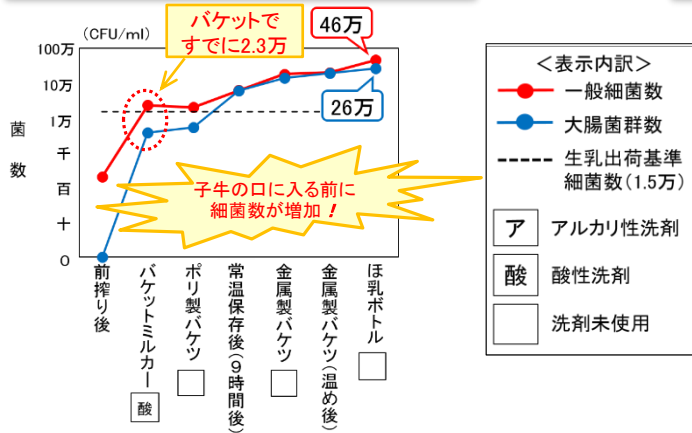 (CFU/ml)
バケットで
すでに2.3万
46万
26万
100万
10万
1万
千
百
十
0
菌数
子牛の口に入る前に
細菌数が増加！
前搾り後
バケットミルカー
酸
ポリ製バケツ
常温保存後(9時間後)
金属製バケツ
金属製バケツ(温め後)
ほ乳ボトル
＜表示内訳＞
一般細菌数
大腸菌群数
生乳出荷基準
細菌数(1.5万)
ア アルカリ性洗剤
酸 酸性洗剤
洗剤未使用